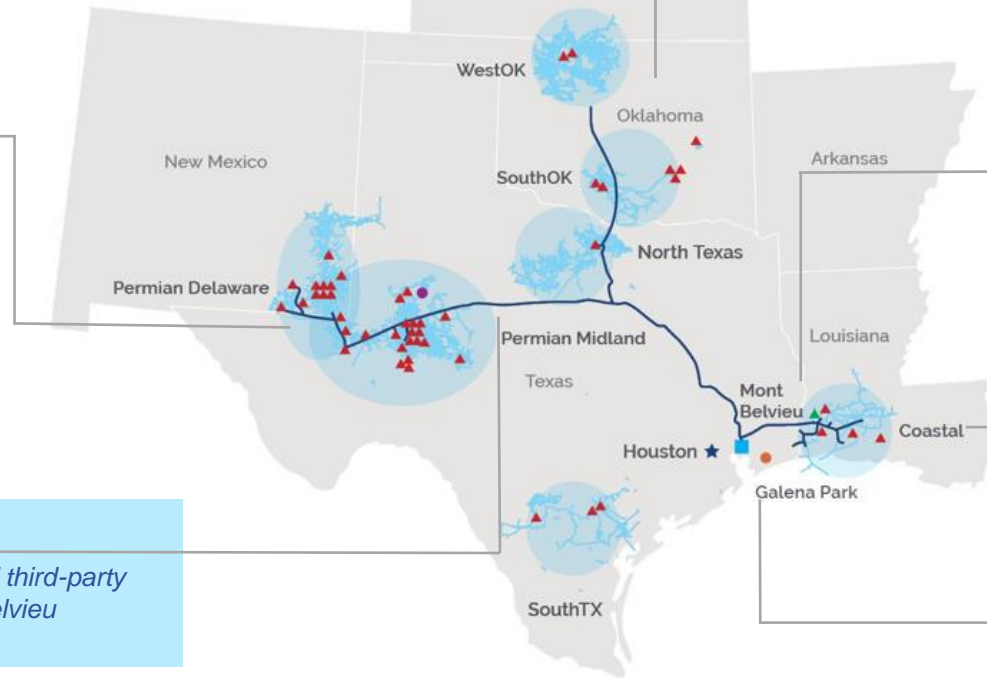 WestOK
Oklahoma
New Mexico
Arkansas
SouthOK
North Texas
Permian Delaware
Permian Midland
Louisiana
Texas
Mont
Belvieu
Coastal
Houston
Galena Park
third-party
elvieu
SouthTX